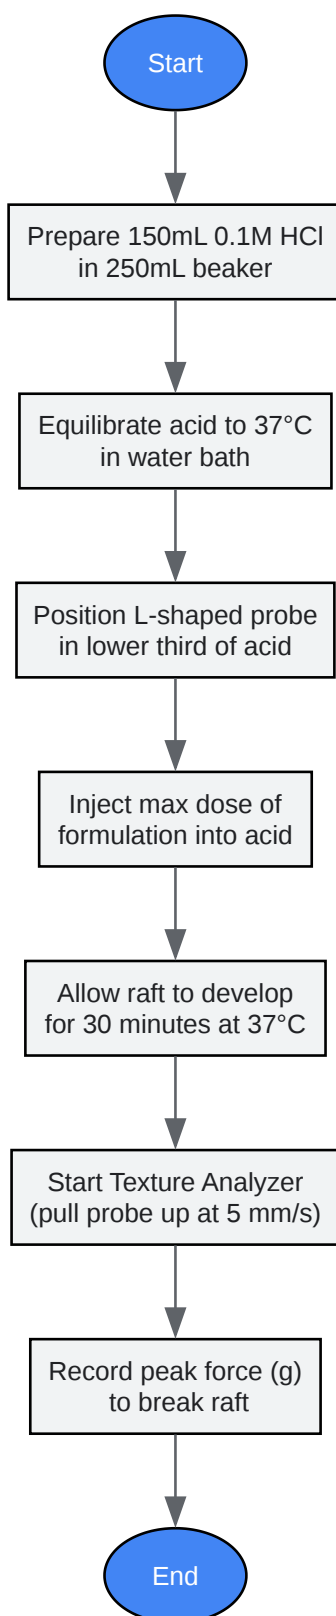 Start
Prepare 150mL 0.1M HCl
in 250mL beaker
Equilibrate acid to 37°C
in water bath
Position L-shaped probe
in lower third of acid
Inject max dose of
formulation into acid
Allow raft to develop
for 30 minutes at 37°C
Start Texture Analyzer
(pull probe up at 5 mm/s)
Record peak force (g)
to break raft
End